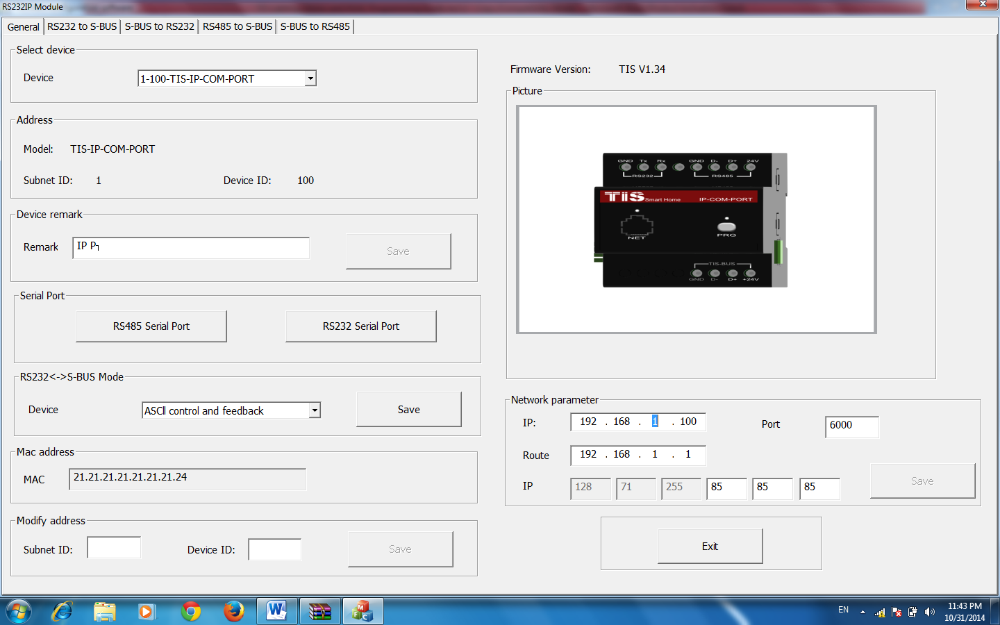 RS232IP Module
General RS232 to S-BUS S-BUS to RS232 RS485 to S-BUS S-BUS to RS485
Select device
Device 1-100-TIS-IP-COM-PORT
Address
Model: TIS-IP-COM-PORT
Subnet ID: 1 Device ID: 100
Device remark
Remark IP Save
Serial Port
RS485 Serial Port RS232 Serial Port
RS232<->S-BUS Mode
Device ASCII control and feedback Save
Mac address
MAC 21.21.21.21.21.21.21.24
Modify address
Subnet ID: Device ID: Save
Firmware Version: TIS V1.34
Picture
GND Tx Rx GND D- D+ 24V
RS232 RS485
TIS Smart Home IP-COM-PORT
NET PRG
TIS-BUS
GND D- D+ +24V
Network parameter
IP: 192 . 168 . 1 . 100 Port 6000
Route 192 . 168 . 1 . 1
IP 128 71 255 85 85 85 Save
Exit
EN 11:43 PM
10/31/2014